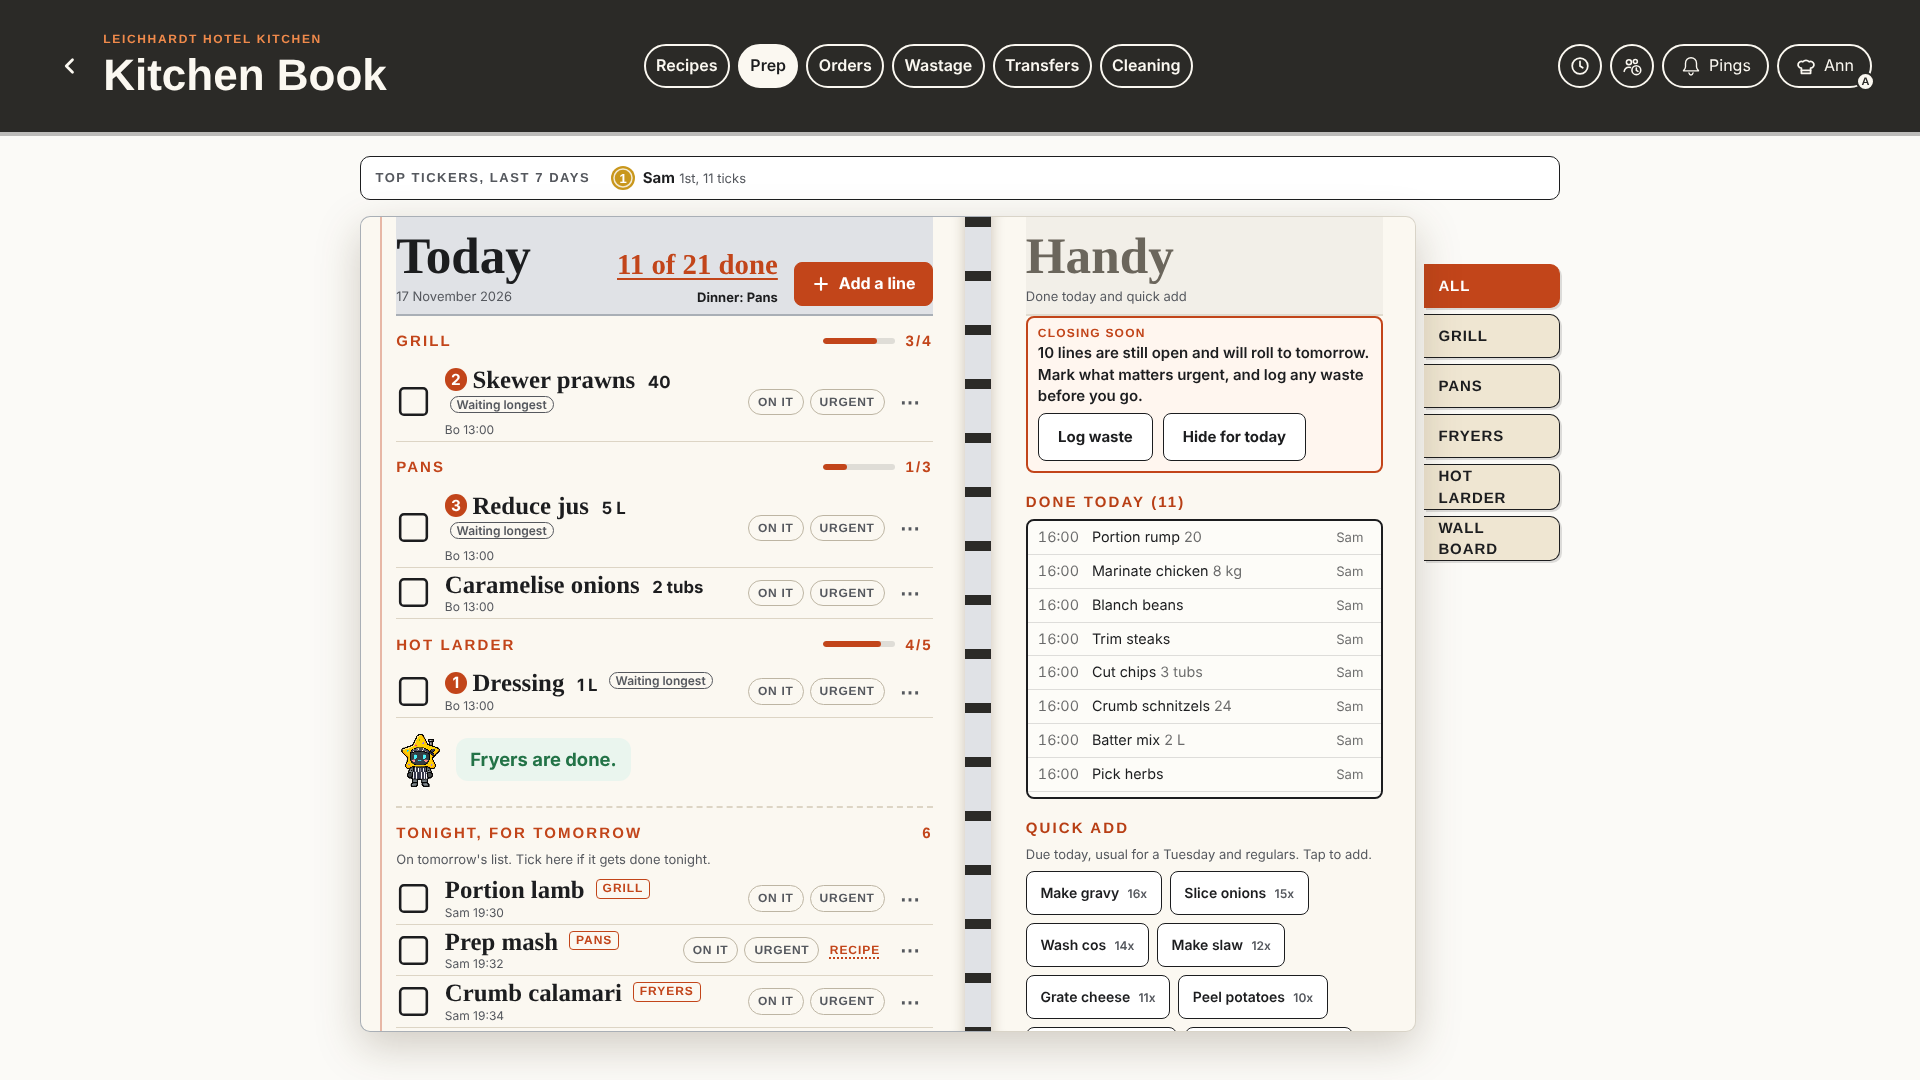 LEICHHARDT HOTEL KITCHEN
Kitchen Book
Recipes
Prep
Orders
Wastage
Transfers
Cleaning
Pings
Ann
A
TOP TICKERS, LAST 7 DAYS
1 Sam 1st, 11 ticks
Today
17 November 2026
11 of 21 done
Dinner: Pans
+ Add a line
GRILL 3/4
2 Skewer prawns 40
Waiting longest
Bo 13:00
ON IT URGENT ...
PANS 1/3
3 Reduce jus 5 L
Waiting longest
Bo 13:00
ON IT URGENT ...
Caramelise onions 2 tubs
Bo 13:00
ON IT URGENT ...
HOT LARDER 4/5
1 Dressing 1 L Waiting longest
Bo 13:00
ON IT URGENT ...
Fryers are done.
TONIGHT, FOR TOMORROW 6
On tomorrow's list. Tick here if it gets done tonight.
Portion lamb GRILL
Sam 19:30
ON IT URGENT ...
Prep mash PANS
Sam 19:32
ON IT URGENT RECIPE ...
Crumb calamari FRYERS
Sam 19:34
ON IT URGENT ...
Handy
Done today and quick add
CLOSING SOON
10 lines are still open and will roll to tomorrow.
Mark what matters urgent, and log any waste
before you go.
Log waste
Hide for today
DONE TODAY (11)
16:00 Portion rump 20 Sam
16:00 Marinate chicken 8 kg Sam
16:00 Blanch beans Sam
16:00 Trim steaks Sam
16:00 Cut chips 3 tubs Sam
16:00 Crumb schnitzels 24 Sam
16:00 Batter mix 2 L Sam
16:00 Pick herbs Sam
QUICK ADD
Due today, usual for a Tuesday and regulars. Tap to add.
Make gravy 16x
Slice onions 15x
Wash cos 14x
Make slaw 12x
Grate cheese 11x
Peel potatoes 10x
ALL
GRILL
PANS
FRYERS
HOT
LARDER
WALL
BOARD